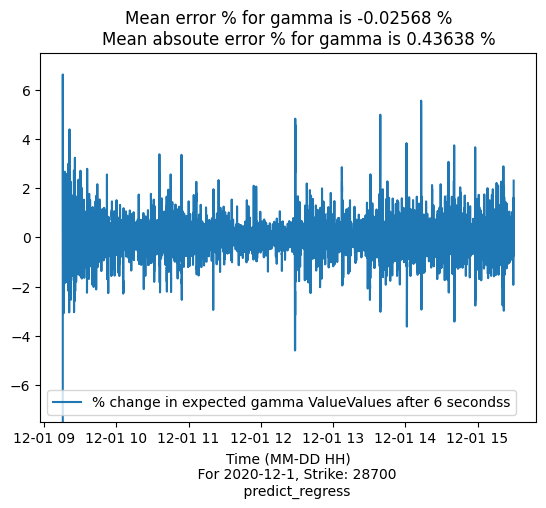 Mean error % for gamma is -0.02568 %
Mean absoute error % for gamma is 0.43638 %
6
4
2
0
−2
−4
−6
% change in expected gamma ValueValues after 6 secondss
12-01 09 12-01 10 12-01 11 12-01 12 12-01 13 12-01 14 12-01 15
Time (MM-DD HH)
For 2020-12-1, Strike: 28700
predict_regress